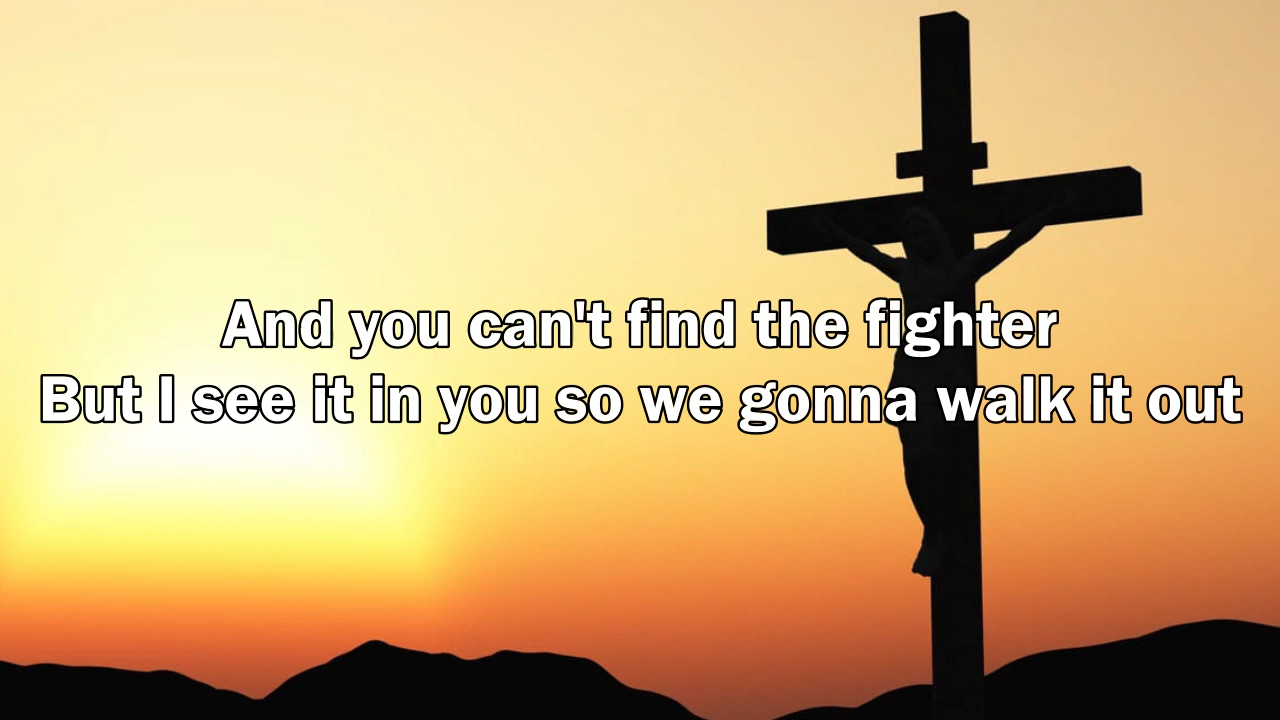 And you can't find the fighter
But I see it in you so we gonna walk it out